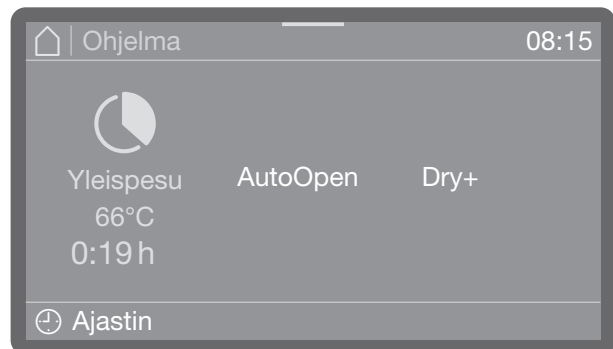 Ohjelma 08:15
Yleispesu AutoOpen Dry+
66°C
0:19 h
Ajastin